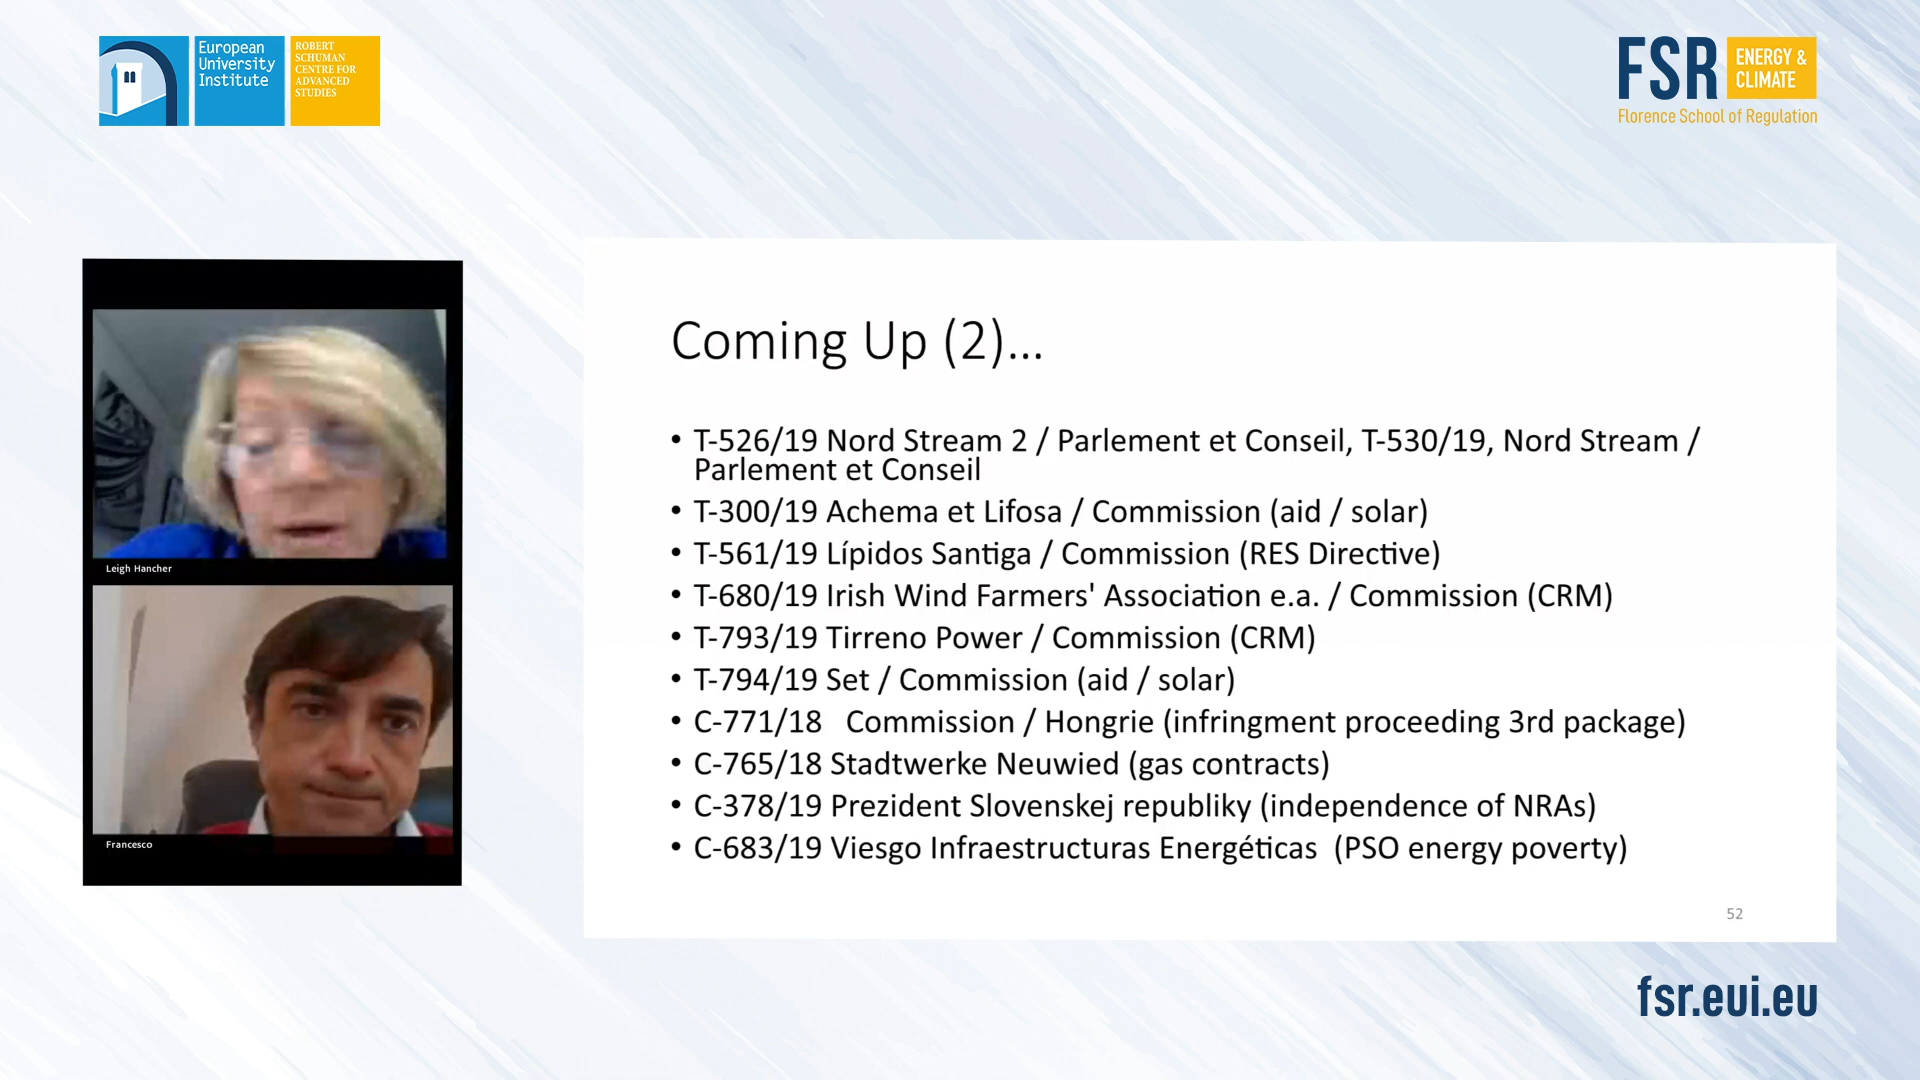 European
University
Institute
ROBERT
SCHUMAN
CENTRE FOR
ADVANCED
STUDIES
FSR
ENERGY &
CLIMATE
Florence School of Regulation
Leigh Hancher
Francesco
Coming Up (2)...
• T-526/19 Nord Stream 2 / Parlement et Conseil, T-530/19, Nord Stream /
Parlement et Conseil
• T-300/19 Achema et Lifosa / Commission (aid / solar)
• T-561/19 Lípidos Santiga / Commission (RES Directive)
• T-680/19 Irish Wind Farmers' Association e.a. / Commission (CRM)
• T-793/19 Tirreno Power / Commission (CRM)
• T-794/19 Set / Commission (aid / solar)
• C-771/18   Commission / Hongrie (infringment proceeding 3rd package)
• C-765/18 Stadtwerke Neuwied (gas contracts)
• C-378/19 Prezident Slovenskej republiky (independence of NRAs)
• C-683/19 Viesgo Infraestructuras Energéticas  (PSO energy poverty)
52
fsr.eui.eu